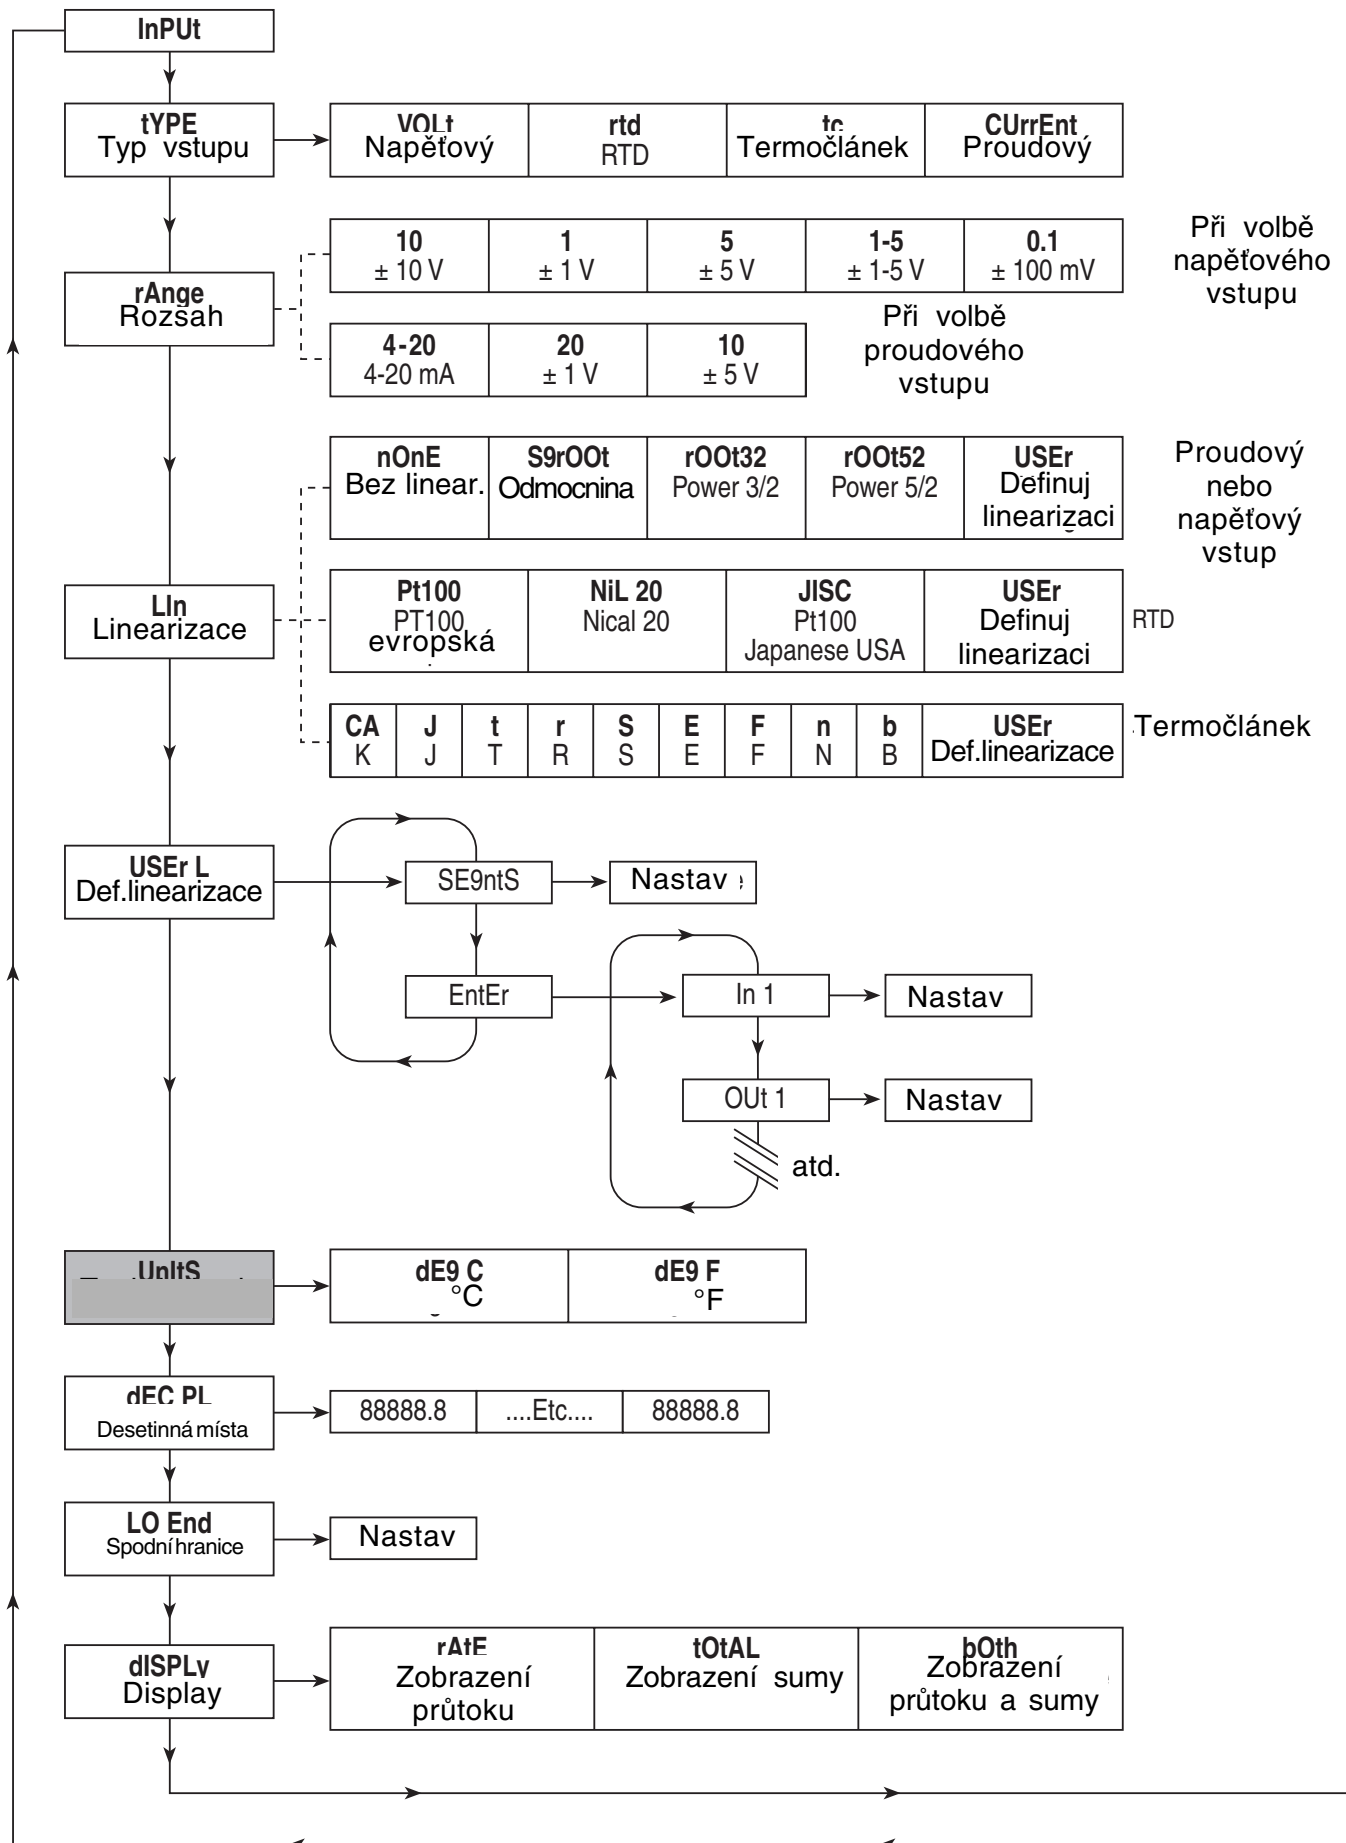 InPUt
tYPE
Typ vstupu
VOLt
Napěťový
rtd
RTD
tc
Termočlánek
CUrrEnt
Proudový
rAnge
Rozsah
10
± 10 V
1
± 1 V
5
± 5 V
1-5
± 1-5 V
0.1
± 100 mV
Při volbě
napěťového
vstupu
4-20
4-20 mA
20
± 1 V
10
± 5 V
Při volbě
proudového
vstupu
LIn
Linearizace
nOnE
Bez linear.
S9rOOt
Odmocnina
rOOt32
Power 3/2
rOOt52
Power 5/2
USEr
Definuj
linearizaci
Proudový
nebo
napěťový
vstup
Pt100
PT100
evropská
NiL 20
Nical 20
JISC
Pt100
Japanese USA
USEr
Definuj
linearizaci
RTD
CA
K
J
J
t
T
r
R
S
S
E
E
F
F
n
N
b
B
USEr
Def.linearizace
Termočlánek
USEr L
Def.linearizace
SE9ntS
Nastav
EntEr
In 1
Nastav
OUt 1
Nastav
atd.
UnItS
dE9 C
°C
dE9 F
°F
dEC PL
Desetinná místa
88888.8
....Etc....
88888.8
LO End
Spodní hranice
Nastav
dISPLy
Display
rAtE
Zobrazení
průtoku
tOtAL
Zobrazení sumy
bOth
Zobrazení
průtoku a sumy